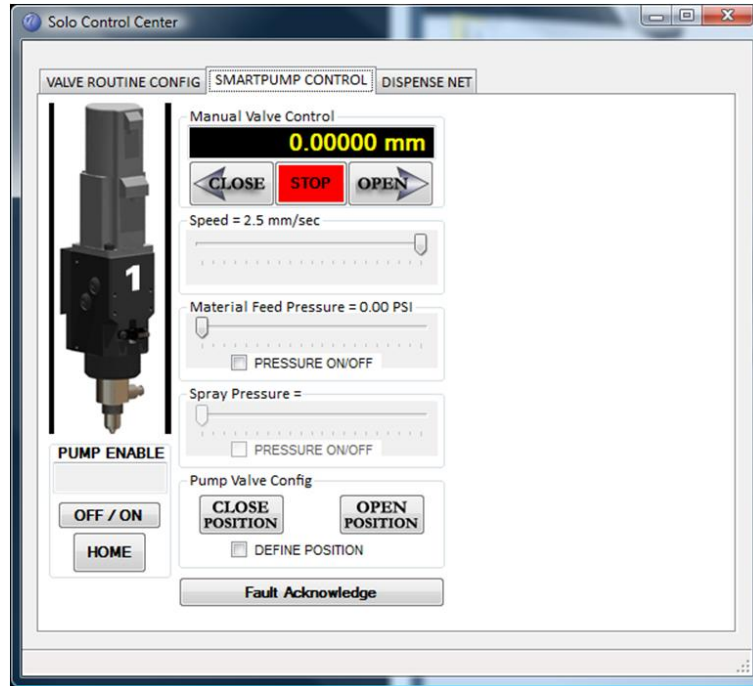 Solo Control Center
VALVE ROUTINE CONFIG
SMARTPUMP CONTROL
DISPENSE NET
1
PUMP ENABLE
OFF / ON
HOME
Manual Valve Control
0.00000 mm
CLOSE
STOP
OPEN
Speed = 2.5 mm/sec
Material Feed Pressure = 0.00 PSI
PRESSURE ON/OFF
Spray Pressure =
PRESSURE ON/OFF
Pump Valve Config
CLOSE
POSITION
OPEN
POSITION
DEFINE POSITION
Fault Acknowledge